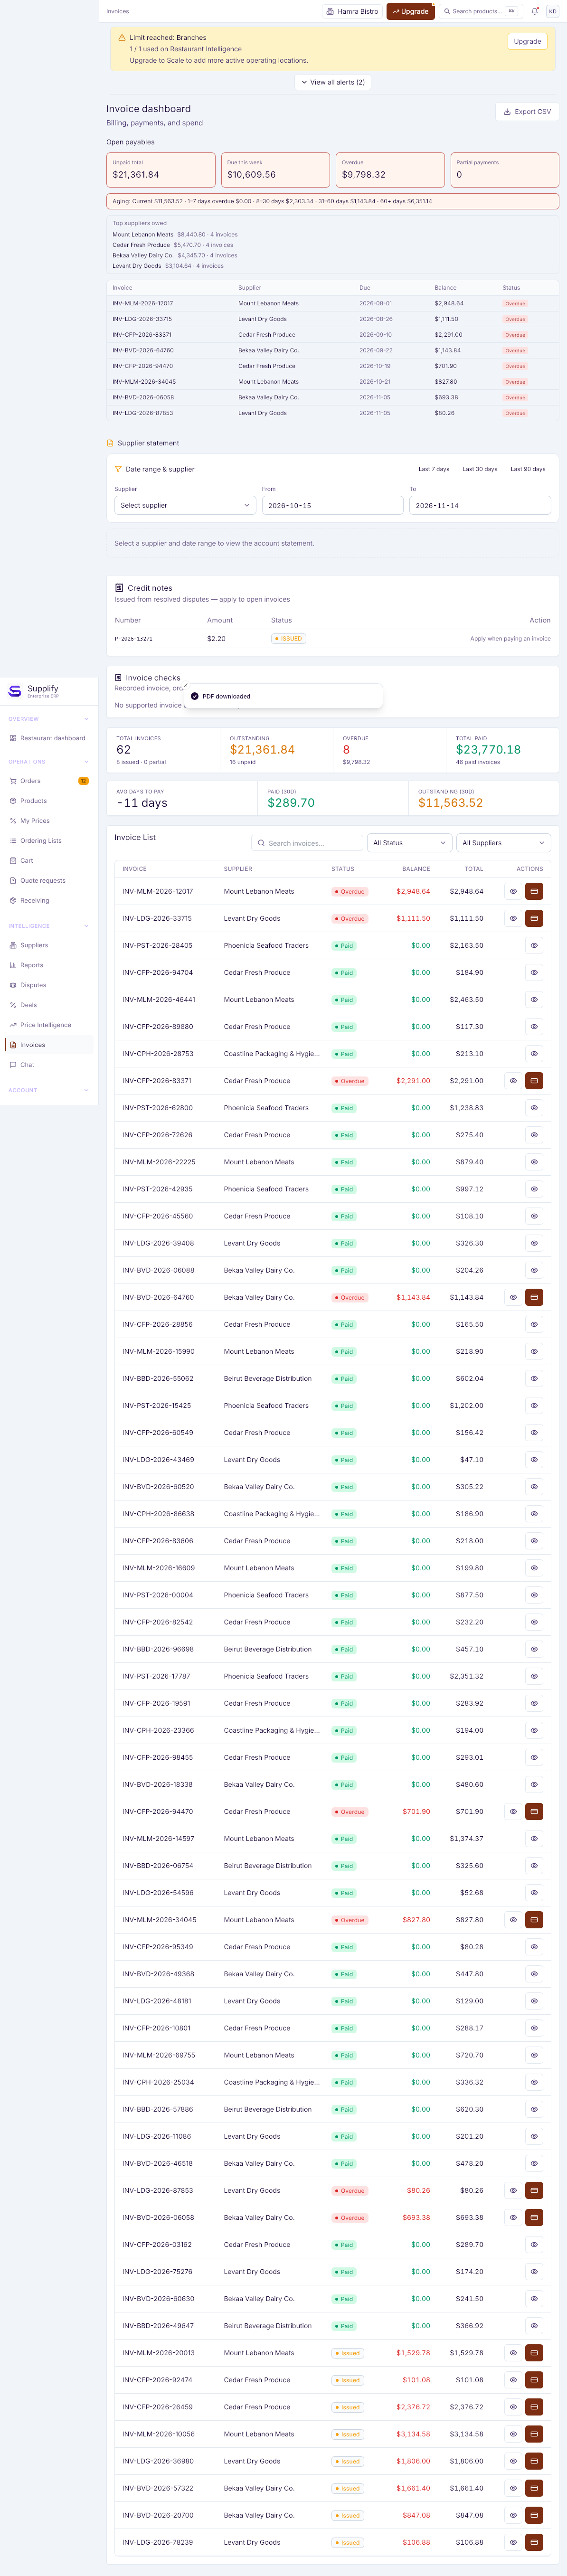 Invoices
Hamra Bistro
Upgrade
Search products...
KD
Limit reached: Branches
1 / 1 used on Restaurant Intelligence
Upgrade to Scale to add more active operating locations.
Upgrade
View all alerts (2)
Invoice dashboard
Billing, payments, and spend
Export CSV
Open payables
Unpaid total
$21,361.84
Due this week
$10,609.56
Overdue
$9,798.32
Partial payments
0
Aging: Current $11,563.52 · 1–7 days overdue $0.00 · 8–30 days $2,303.34 · 31–60 days $1,143.84 · 60+ days $6,351.14
Top suppliers owed
Mount Lebanon Meats $8,440.80 · 4 invoices
Cedar Fresh Produce $5,470.70 · 4 invoices
Bekaa Valley Dairy Co. $4,345.70 · 4 invoices
Levant Dry Goods $3,104.64 · 4 invoices
Invoice Supplier Due Balance Status
INV-MLM-2026-12017 Mount Lebanon Meats 2026-08-01 $2,948.64 Overdue
INV-LDG-2026-33715 Levant Dry Goods 2026-08-26 $1,111.50 Overdue
INV-CFP-2026-83371 Cedar Fresh Produce 2026-09-10 $2,291.00 Overdue
INV-BVD-2026-64760 Bekaa Valley Dairy Co. 2026-09-22 $1,143.84 Overdue
INV-CFP-2026-94470 Cedar Fresh Produce 2026-10-19 $701.90 Overdue
INV-MLM-2026-34045 Mount Lebanon Meats 2026-10-21 $827.80 Overdue
INV-BVD-2026-06058 Bekaa Valley Dairy Co. 2026-11-05 $693.38 Overdue
INV-LDG-2026-87853 Levant Dry Goods 2026-11-05 $80.26 Overdue
Supplier statement
Date range & supplier
Last 7 days Last 30 days Last 90 days
Supplier From To
Select supplier 2026-10-15 2026-11-14
Select a supplier and date range to view the account statement.
Credit notes
Issued from resolved disputes — apply to open invoices
Number Amount Status Action
P-2026-13271 $2.20 ISSUED Apply when paying an invoice
Invoice checks
Recorded invoice,
No supported invoice
PDF downloaded
Supplify
Enterprise ERP
OVERVIEW
Restaurant dashboard
OPERATIONS
Orders
Products
My Prices
Ordering Lists
Cart
Quote requests
Receiving
INTELLIGENCE
Suppliers
Reports
Disputes
Deals
Price Intelligence
Invoices
Chat
ACCOUNT
TOTAL INVOICES
62
8 issued · 0 partial
OUTSTANDING
$21,361.84
16 unpaid
OVERDUE
8
$9,798.32
TOTAL PAID
$23,770.18
46 paid invoices
AVG DAYS TO PAY
-11 days
PAID (30D)
$289.70
OUTSTANDING (30D)
$11,563.52
Invoice List
Search invoices...
All Status
All Suppliers
INVOICE SUPPLIER STATUS BALANCE TOTAL ACTIONS
INV-MLM-2026-12017 Mount Lebanon Meats Overdue $2,948.64 $2,948.64
INV-LDG-2026-33715 Levant Dry Goods Overdue $1,111.50 $1,111.50
INV-PST-2026-28405 Phoenicia Seafood Traders Paid $0.00 $2,163.50
INV-CFP-2026-94704 Cedar Fresh Produce Paid $0.00 $184.90
INV-MLM-2026-46441 Mount Lebanon Meats Paid $0.00 $2,463.50
INV-CFP-2026-89880 Cedar Fresh Produce Paid $0.00 $117.30
INV-CPH-2026-28753 Coastline Packaging & Hygie... Paid $0.00 $213.10
INV-CFP-2026-83371 Cedar Fresh Produce Overdue $2,291.00 $2,291.00
INV-PST-2026-62800 Phoenicia Seafood Traders Paid $0.00 $1,238.83
INV-CFP-2026-72626 Cedar Fresh Produce Paid $0.00 $275.40
INV-MLM-2026-22225 Mount Lebanon Meats Paid $0.00 $879.40
INV-PST-2026-42935 Phoenicia Seafood Traders Paid $0.00 $997.12
INV-CFP-2026-45560 Cedar Fresh Produce Paid $0.00 $108.10
INV-LDG-2026-39408 Levant Dry Goods Paid $0.00 $326.30
INV-BVD-2026-06088 Bekaa Valley Dairy Co. Paid $0.00 $204.26
INV-BVD-2026-64760 Bekaa Valley Dairy Co. Overdue $1,143.84 $1,143.84
INV-CFP-2026-28856 Cedar Fresh Produce Paid $0.00 $165.50
INV-MLM-2026-15990 Mount Lebanon Meats Paid $0.00 $218.90
INV-BBD-2026-55062 Beirut Beverage Distribution Paid $0.00 $602.04
INV-PST-2026-15425 Phoenicia Seafood Traders Paid $0.00 $1,202.00
INV-CFP-2026-60549 Cedar Fresh Produce Paid $0.00 $156.42
INV-LDG-2026-43469 Levant Dry Goods Paid $0.00 $47.10
INV-BVD-2026-60520 Bekaa Valley Dairy Co. Paid $0.00 $305.22
INV-CPH-2026-86638 Coastline Packaging & Hygie... Paid $0.00 $186.90
INV-CFP-2026-83606 Cedar Fresh Produce Paid $0.00 $218.00
INV-MLM-2026-16609 Mount Lebanon Meats Paid $0.00 $199.80
INV-PST-2026-00004 Phoenicia Seafood Traders Paid $0.00 $877.50
INV-CFP-2026-82542 Cedar Fresh Produce Paid $0.00 $232.20
INV-BBD-2026-96698 Beirut Beverage Distribution Paid $0.00 $457.10
INV-PST-2026-17787 Phoenicia Seafood Traders Paid $0.00 $2,351.32
INV-CFP-2026-19591 Cedar Fresh Produce Paid $0.00 $283.92
INV-CPH-2026-23366 Coastline Packaging & Hygie... Paid $0.00 $194.00
INV-CFP-2026-98455 Cedar Fresh Produce Paid $0.00 $293.01
INV-BVD-2026-18338 Bekaa Valley Dairy Co. Paid $0.00 $480.60
INV-CFP-2026-94470 Cedar Fresh Produce Overdue $701.90 $701.90
INV-MLM-2026-14597 Mount Lebanon Meats Paid $0.00 $1,374.37
INV-BBD-2026-06754 Beirut Beverage Distribution Paid $0.00 $325.60
INV-LDG-2026-54596 Levant Dry Goods Paid $0.00 $52.68
INV-MLM-2026-34045 Mount Lebanon Meats Overdue $827.80 $827.80
INV-CFP-2026-95349 Cedar Fresh Produce Paid $0.00 $80.28
INV-BVD-2026-49368 Bekaa Valley Dairy Co. Paid $0.00 $447.80
INV-LDG-2026-48181 Levant Dry Goods Paid $0.00 $129.00
INV-CFP-2026-10801 Cedar Fresh Produce Paid $0.00 $288.17
INV-MLM-2026-69755 Mount Lebanon Meats Paid $0.00 $720.70
INV-CPH-2026-25034 Coastline Packaging & Hygie... Paid $0.00 $336.32
INV-BBD-2026-57886 Beirut Beverage Distribution Paid $0.00 $620.30
INV-LDG-2026-11086 Levant Dry Goods Paid $0.00 $201.20
INV-BVD-2026-46518 Bekaa Valley Dairy Co. Paid $0.00 $478.20
INV-LDG-2026-87853 Levant Dry Goods Overdue $80.26 $80.26
INV-BVD-2026-06058 Bekaa Valley Dairy Co. Overdue $693.38 $693.38
INV-CFP-2026-03162 Cedar Fresh Produce Paid $0.00 $289.70
INV-LDG-2026-75276 Levant Dry Goods Paid $0.00 $174.20
INV-BVD-2026-60630 Bekaa Valley Dairy Co. Paid $0.00 $241.50
INV-BBD-2026-49647 Beirut Beverage Distribution Paid $0.00 $366.92
INV-MLM-2026-20013 Mount Lebanon Meats Issued $1,529.78 $1,529.78
INV-CFP-2026-92474 Cedar Fresh Produce Issued $101.08 $101.08
INV-CFP-2026-26459 Cedar Fresh Produce Issued $2,376.72 $2,376.72
INV-MLM-2026-10056 Mount Lebanon Meats Issued $3,134.58 $3,134.58
INV-LDG-2026-36980 Levant Dry Goods Issued $1,806.00 $1,806.00
INV-BVD-2026-57322 Bekaa Valley Dairy Co. Issued $1,661.40 $1,661.40
INV-BVD-2026-20700 Bekaa Valley Dairy Co. Issued $847.08 $847.08
INV-LDG-2026-78239 Levant Dry Goods Issued $106.88 $106.88